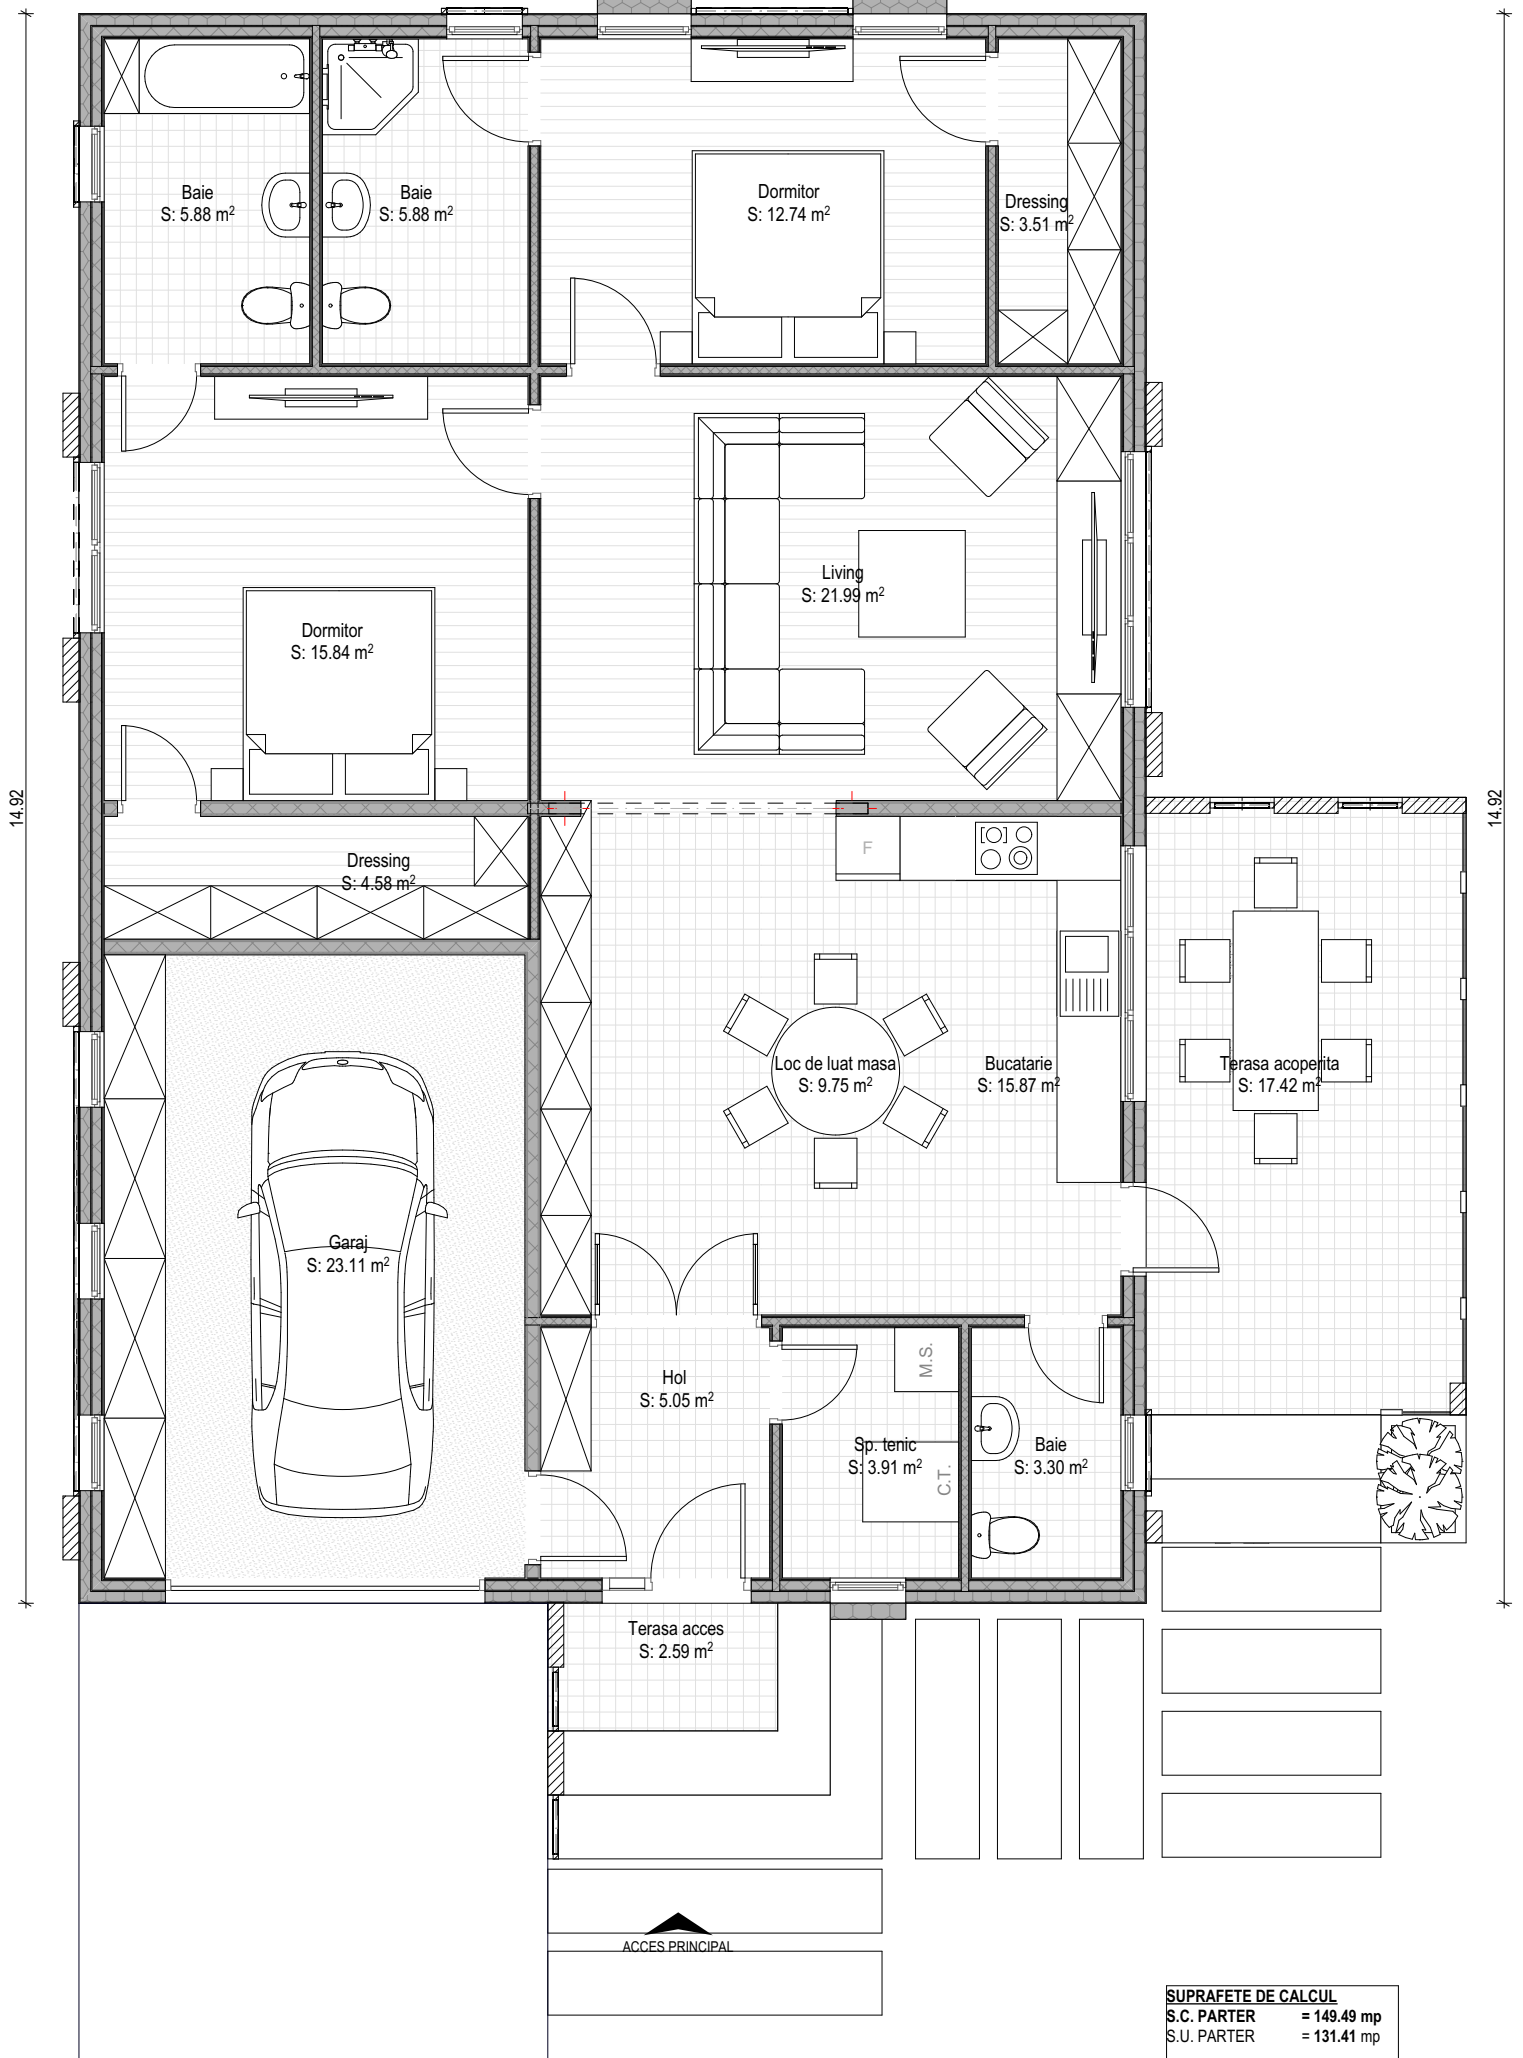 Baie
S: 5.88 m²
Baie
S: 5.88 m²
Dormitor
S: 12.74 m²
Dressing
S: 3.51 m²
Living
S: 21.99 m²
Dormitor
S: 15.84 m²
14.92
14.92
Dressing
S: 4.58 m²
F
Loc de luat masa
S: 9.75 m²
Bucatarie
S: 15.87 m²
Terasa acoperita
S: 17.42 m²
Garaj
S: 23.11 m²
Hol
S: 5.05 m²
M.S.
Sp. tenic
S: 3.91 m²
C.T.
Baie
S: 3.30 m²
Terasa acces
S: 2.59 m²
ACCES PRINCIPAL
SUPRAFETE DE CALCUL
S.C. PARTER = 149.49 mp
S.U. PARTER = 131.41 mp